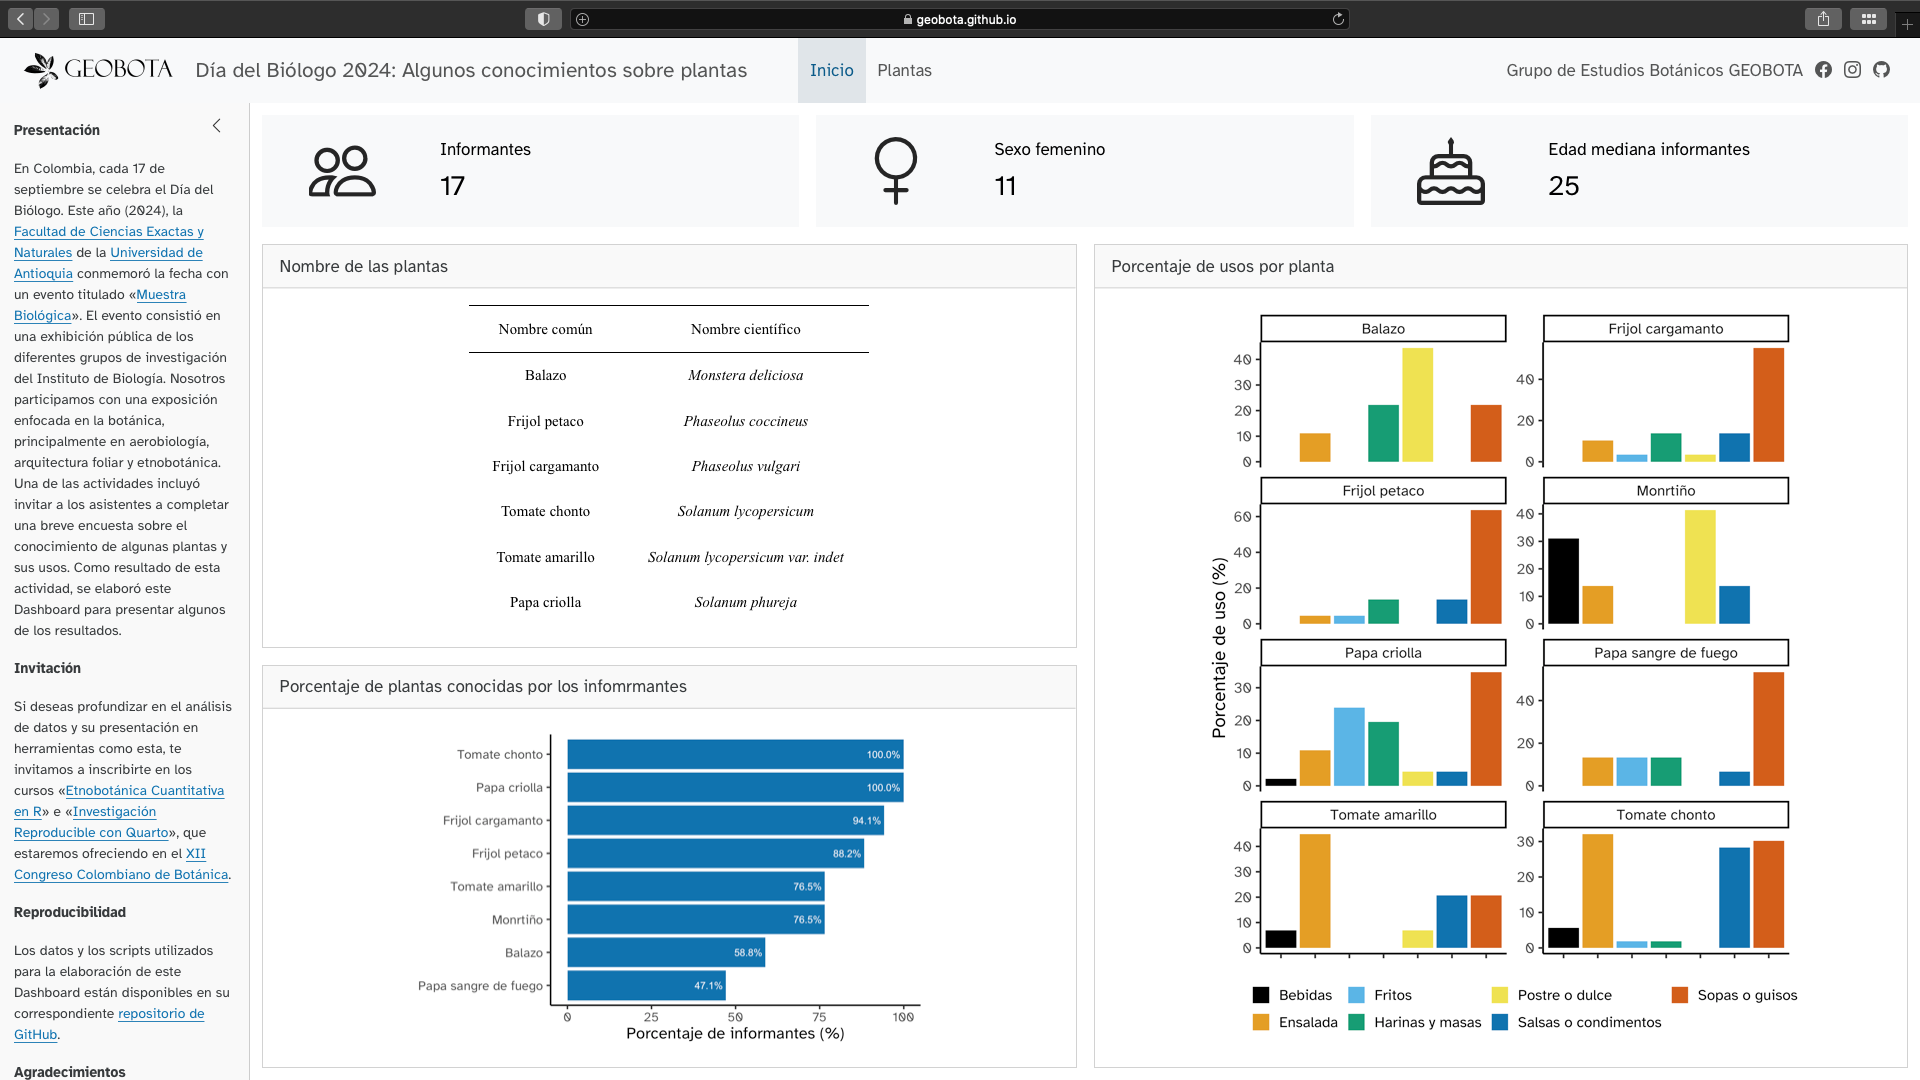 geobota.github.io
GEOBOTA
Día del Biólogo 2024: Algunos conocimientos sobre plantas
Inicio
Plantas
Grupo de Estudios Botánicos GEOBOTA
Presentación
En Colombia, cada 17 de
septiembre se celebra el Día del
Biólogo. Este año (2024), la
Facultad de Ciencias Exactas y
Naturales de la Universidad de
Antioquia conmemoró la fecha con
un evento titulado «Muestra
Biológica». El evento consistió en
una exhibición pública de los
diferentes grupos de investigación
del Instituto de Biología. Nosotros
participamos con una exposición
enfocada en la botánica,
principalmente en aerobiología,
arquitectura foliar y etnobotánica.
Una de las actividades incluyó
invitar a los asistentes a completar
una breve encuesta sobre el
conocimiento de algunas plantas y
sus usos. Como resultado de esta
actividad, se elaboró este
Dashboard para presentar algunos
de los resultados.
Invitación
Si deseas profundizar en el análisis
de datos y su presentación en
herramientas como esta, te
invitamos a inscribirte en los
cursos «Etnobotánica Cuantitativa
en R» e «Investigación
Reproducible con Quarto», que
estaremos ofreciendo en el XII
Congreso Colombiano de Botánica.
Reproducibilidad
Los datos y los scripts utilizados
para la elaboración de este
Dashboard están disponibles en su
correspondiente repositorio de
GitHub.
Agradecimientos
Informantes
17
Sexo femenino
11
Edad mediana informantes
25
Nombre de las plantas
Nombre común Nombre científico
Balazo Monstera deliciosa
Frijol petaco Phaseolus coccineus
Frijol cargamanto Phaseolus vulgari
Tomate chonto Solanum lycopersicum
Tomate amarillo Solanum lycopersicum var. indet
Papa criolla Solanum phureja
Porcentaje de plantas conocidas por los infomrmantes
Tomate chonto 100.0%
Papa criolla 100.0%
Frijol cargamanto 94.1%
Frijol petaco 88.2%
Tomate amarillo 76.5%
Monrtiño 76.5%
Balazo 58.8%
Papa sangre de fuego 47.1%
0 25 50 75 100
Porcentaje de informantes (%)
Porcentaje de usos por planta
Porcentaje de uso (%)
Balazo
40
30
20
10
0
Frijol cargamanto
40
20
0
Frijol petaco
60
40
20
0
Monrtiño
40
30
20
10
0
Papa criolla
30
20
10
0
Papa sangre de fuego
40
20
0
Tomate amarillo
40
30
20
10
0
Tomate chonto
30
20
10
0
Bebidas Fritos Postre o dulce Sopas o guisos
Ensalada Harinas y masas Salsas o condimentos